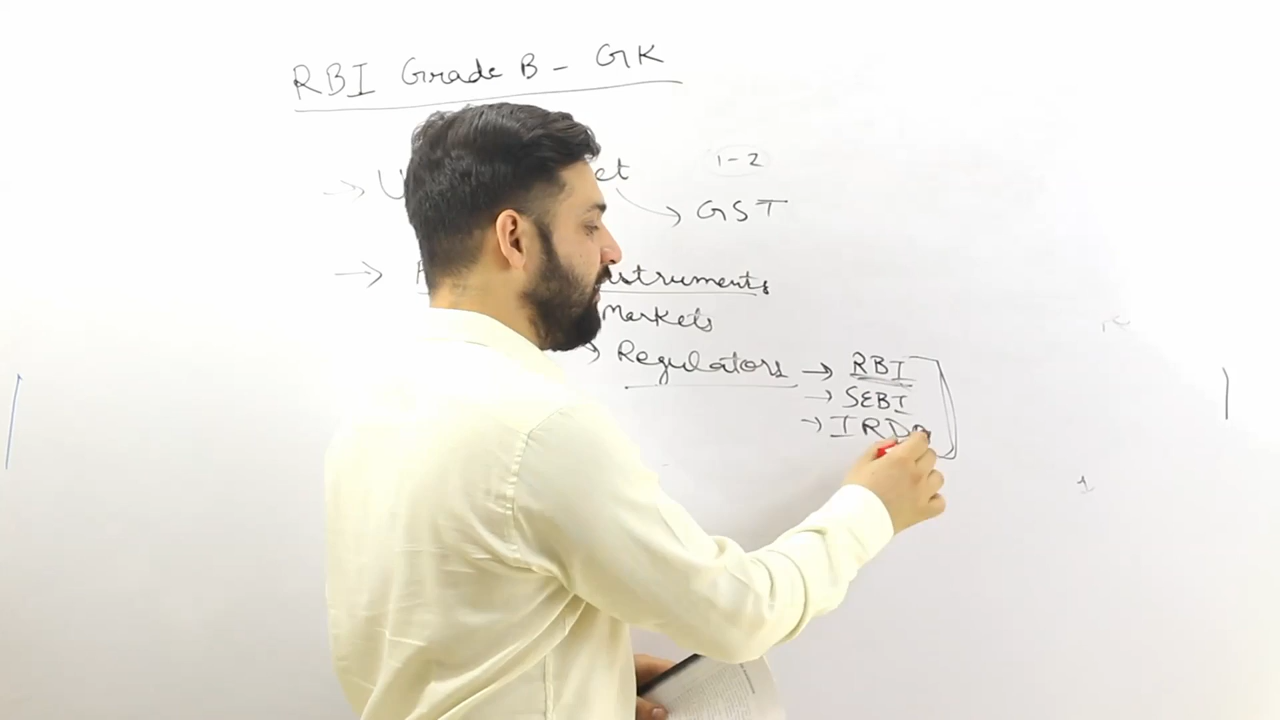 RBI Grade B - GK
1-2
→ GST
→
Markets
→ Regulators → RBI
→ SEBI
→ IRDA